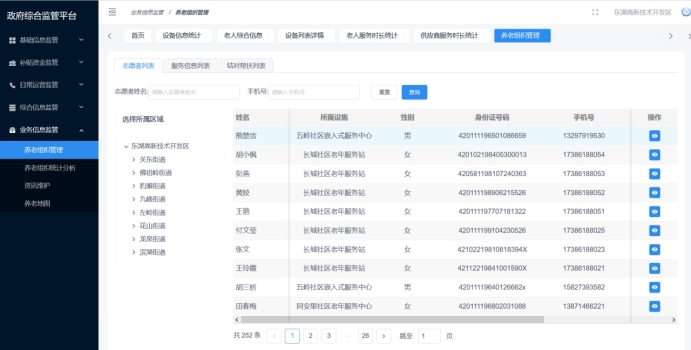 政府综合监管平台
业务信息监管 / 养老组织管理
东湖高新技术开发区
首页 设备信息统计 老人综合信息 设备列表详情 老人服务时长统计 供应商服务时长统计 养老组织管理
基础信息监管
补贴资金监管
日常运营监管
综合信息监管
业务信息监管
养老组织管理
养老组织统计分析
资讯维护
养老地图
志愿者列表 服务信息列表 结对帮扶列表
志愿者姓名: 请输入志愿者姓名 手机号: 请输入手机号 重置 查询
选择所属区域
东湖高新技术开发区
关东街道
佛祖岭街道
豹澥街道
九峰街道
左岭街道
花山街道
龙泉街道
滨湖街道
姓名 所属设施 性别 身份证号码 手机号 操作
熊楚峃 五岭社区嵌入式服务中心 男 420111196501086659 13297919530
胡小枫 长城社区老年服务站 女 420102198405300013 17386188054
彭燕 长城社区老年服务站 女 420581198107240363 17386188053
黄姣 长城社区老年服务站 女 420111198906215526 17386188052
王艳 长城社区老年服务站 女 420111197707181322 17386188051
付文莹 长城社区老年服务站 女 420111199104230526 17386188025
张文 长城社区老年服务站 女 42102219810818394X 17386188023
王玲霞 长城社区老年服务站 女 42112219841001590X 17386188021
胡三桥 五岭社区嵌入式服务中心 男 42011119640126662x 15827393582
田春梅 同安里社区老年服务中心 女 420111196802031088 13871466221
共 252 条 1 2 3 ··· 26 跳至 1 页